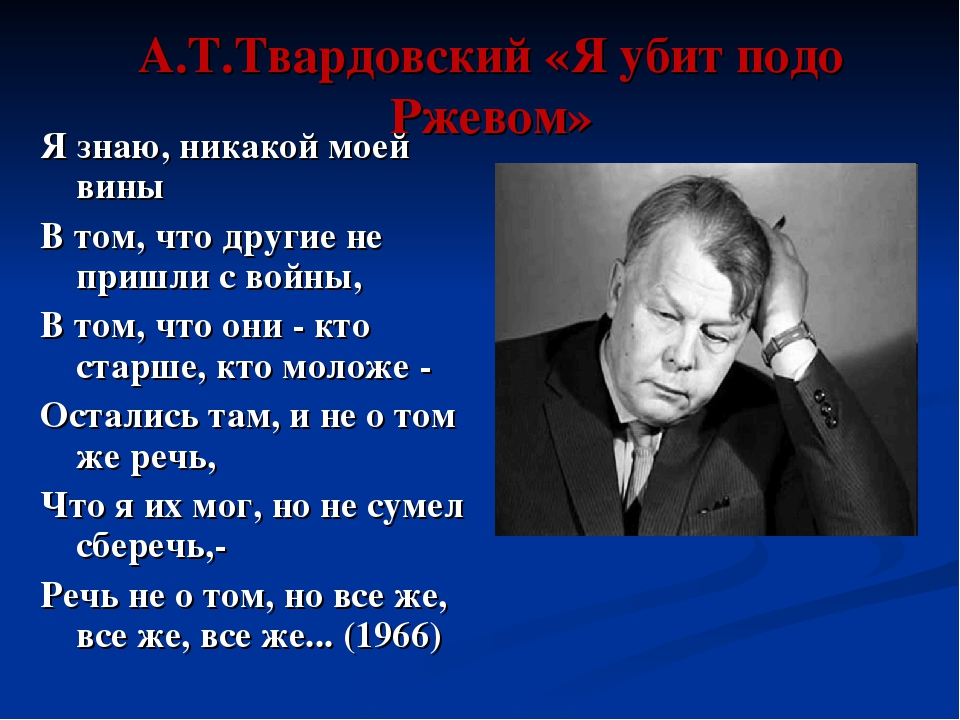 А.Т.Твардовский «Я убит подо
Ржевом»
Я знаю, никакой моей
вины
В том, что другие не
пришли с войны,
В том, что они - кто
старше, кто моложе -
Остались там, и не о том
же речь,
Что я их мог, но не сумел
сберечь,-
Речь не о том, но все же,
все же, все же... (1966)